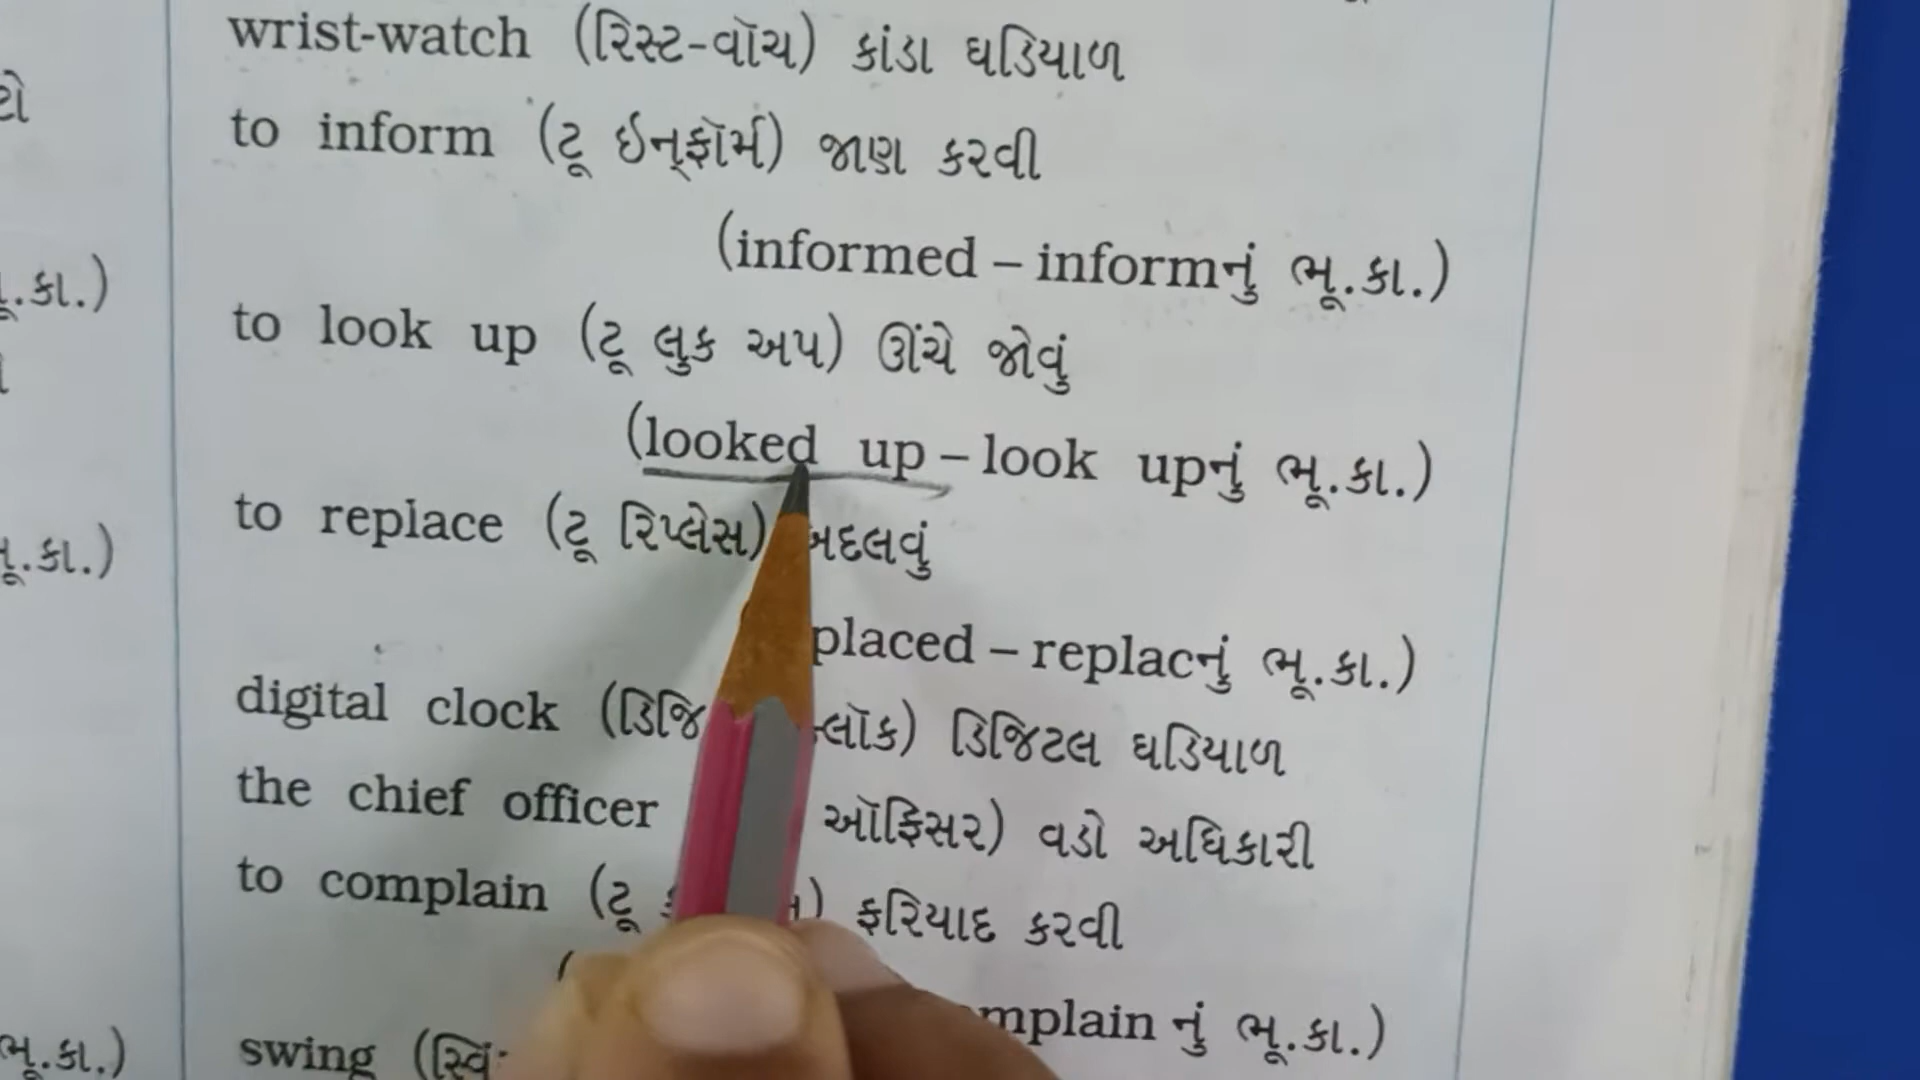 wrist-watch (રિસ્ટ-વૉચ) કાંડા ઘડિયાળ
to inform (ટૂ ઈન્ફૉર્મ) જાણ કરવી
(informed – informનું ભૂ.કા.)
.કા.)
to look up (ટૂ લુક અપ) ઊંચે જોવું
(looked up – look upનું ભૂ.કા.)
to replace (ટૂ રિપ્લેસ) બદલવું
.કા.)
placed – replacનું ભૂ.કા.)
digital clock ડિજિટલ ઘડિયાળ
the chief officer ઑફિસર) વડો અધિકારી
to complain (ટૂ ફરિયાદ કરવી
mplain નું ભૂ.કા.)
ભૂ.કા.)
swing